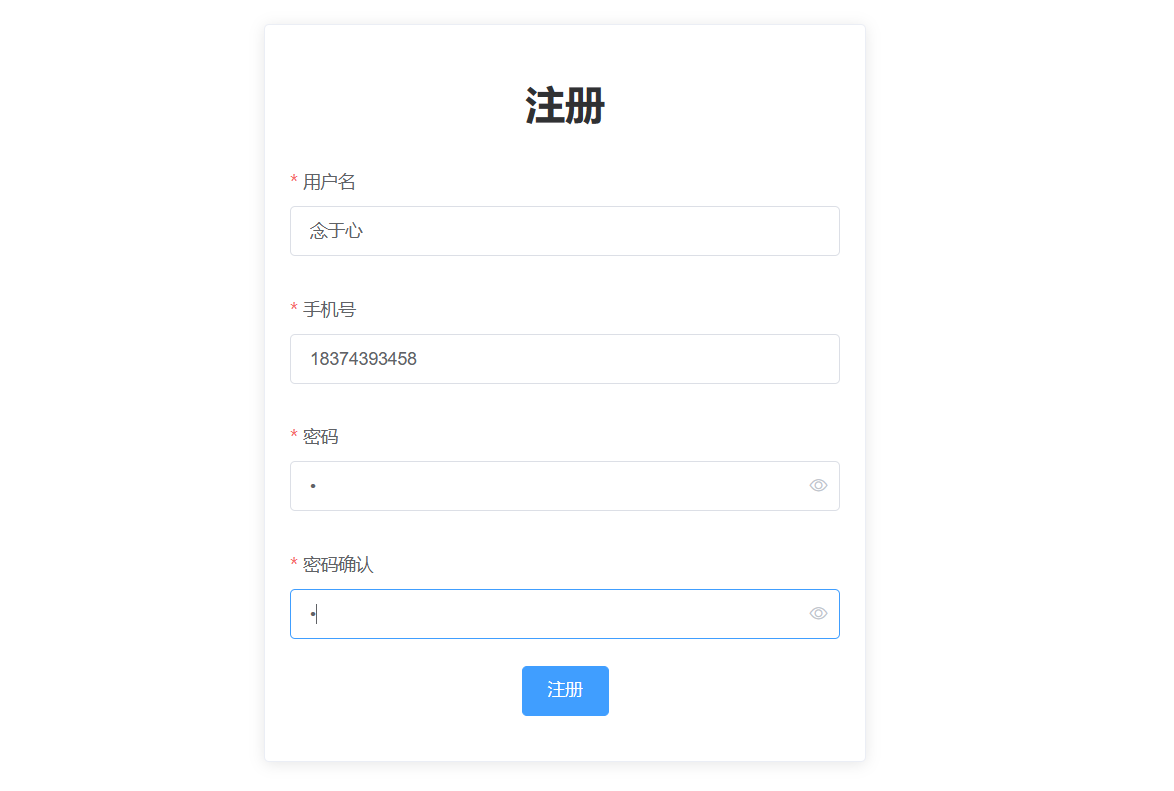 注册
* 用户名
念于心
* 手机号
18374393458
* 密码
•
* 密码确认
•
注册